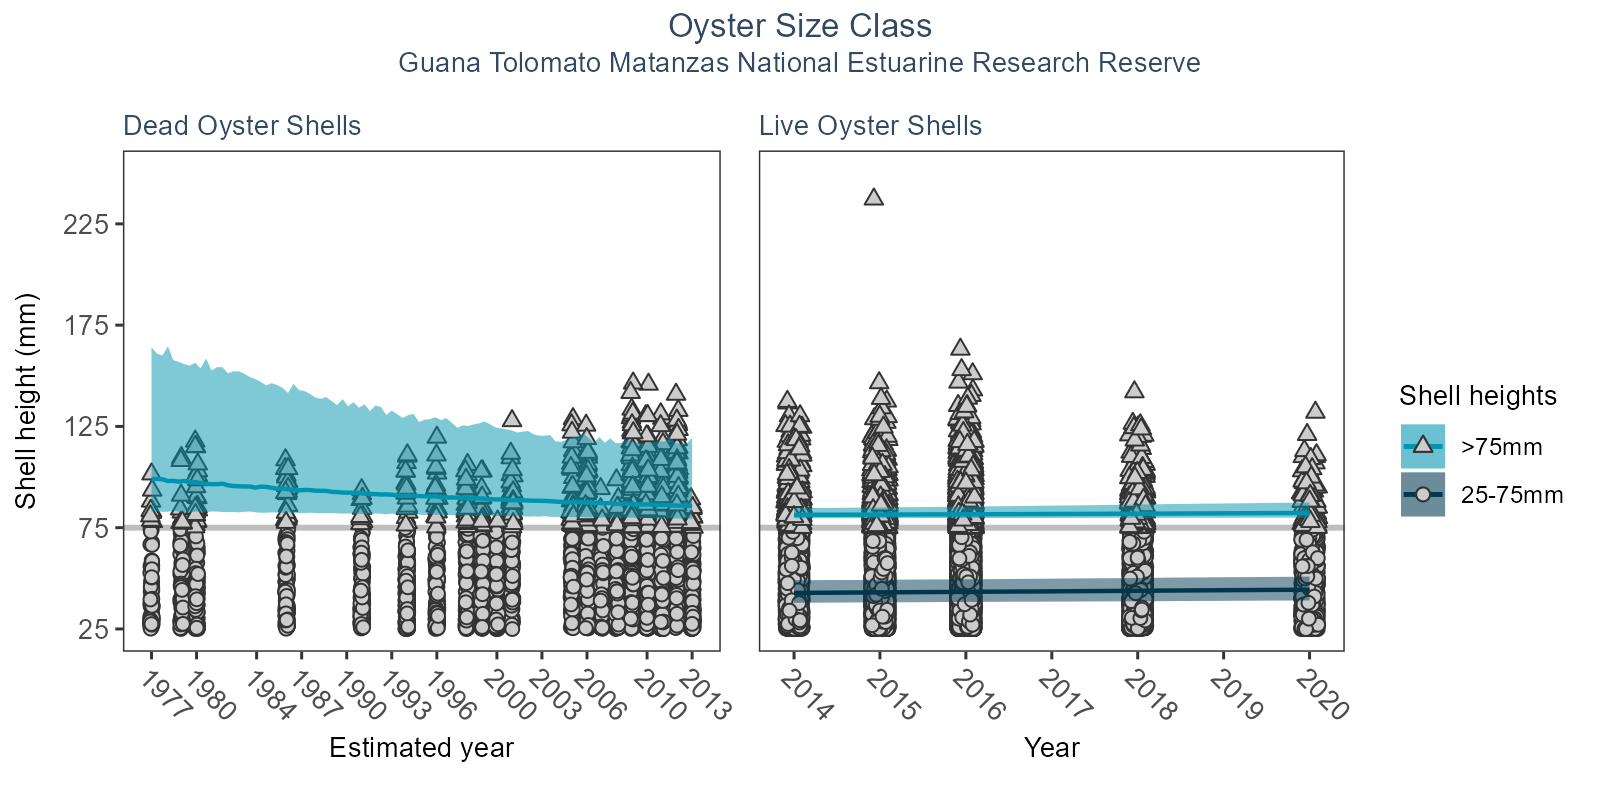 Oyster Size Class
Guana Tolomato Matanzas National Estuarine Research Reserve
Dead Oyster Shells
Live Oyster Shells
Shell height (mm)
225
175
125
75
25
1977
1980
1984
1987
1990
1993
1996
2000
2003
2006
2010
2013
Estimated year
2014
2015
2016
2017
2018
2019
2020
Year
Shell heights
>75mm
25-75mm